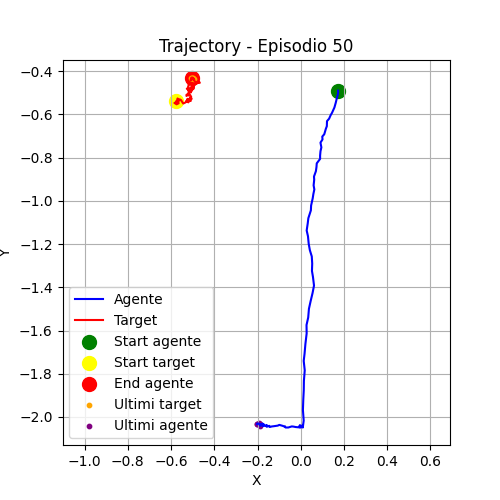 Trajectory - Episodio 50
−0.4
−0.6
−0.8
−1.0
−1.2
−1.4
−1.6
−1.8
−2.0
Y
Agente
Target
Start agente
Start target
End agente
Ultimi target
Ultimi agente
−1.0 −0.8 −0.6 −0.4 −0.2 0.0 0.2 0.4 0.6
X